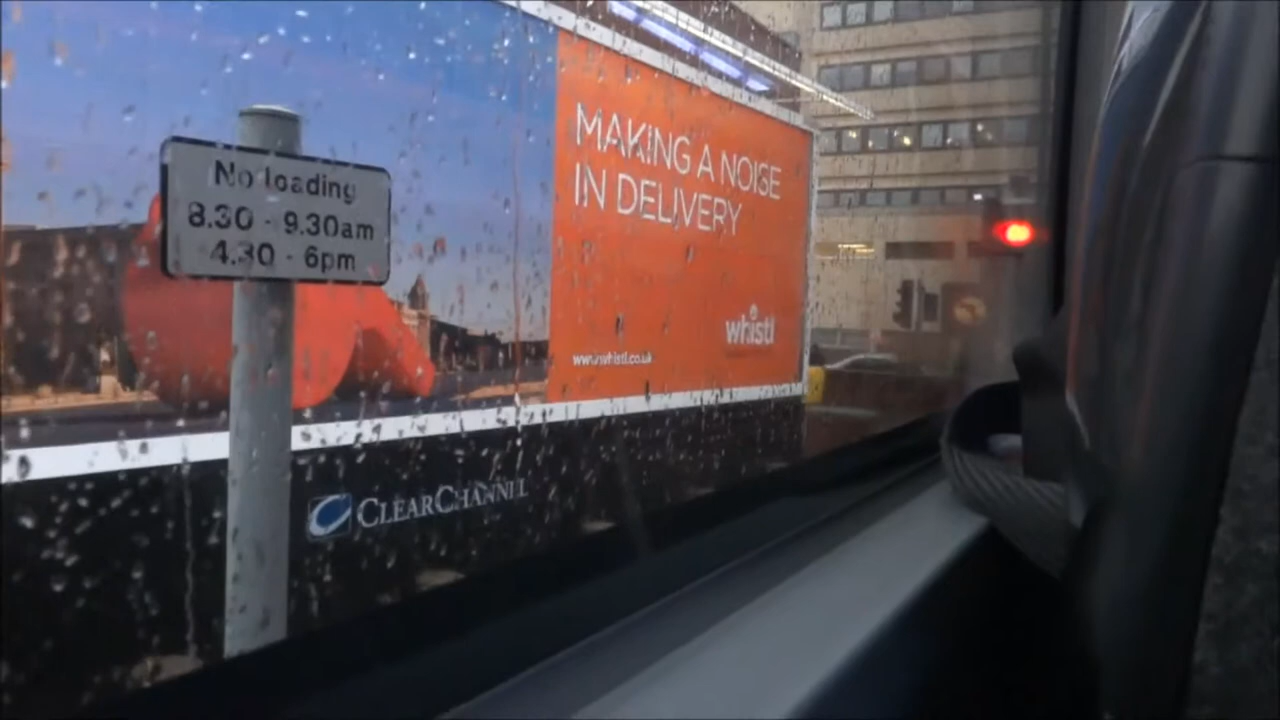 No loading
8.30 - 9.30am
4.30 - 6pm
MAKING A NOISE
IN DELIVERY
whistl
www.whistl.co.uk
CLEARCHANNEL